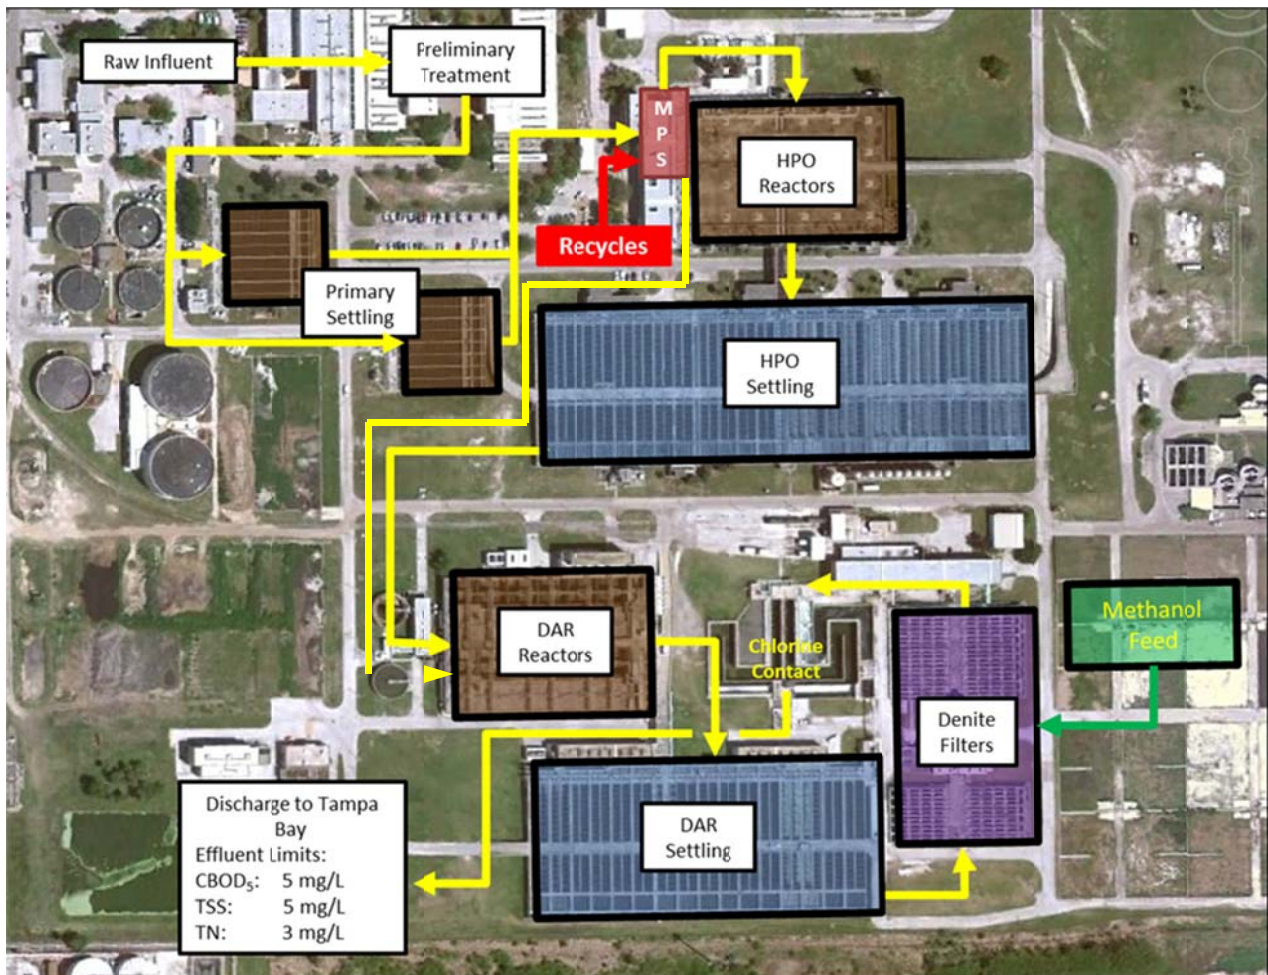 Raw Influent
Preliminary
Treatment
M
P
S
HPO
Reactors
Recycles
Primary
Settling
HPO
Settling
DAR
Reactors
Chlorine
Contact
Methanol
Feed
Denite
Filters
DAR
Settling
Discharge to Tampa
Bay
Effluent Limits:
CBOD₅: 5 mg/L
TSS: 5 mg/L
TN: 3 mg/L